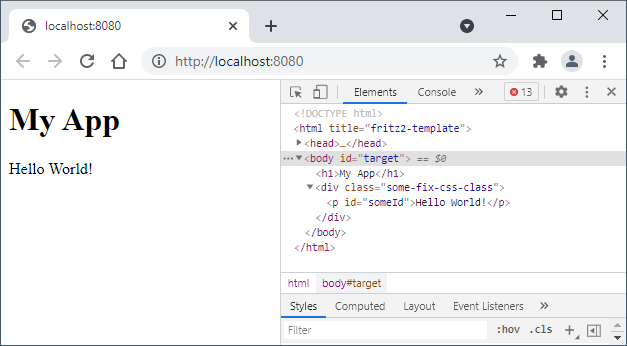 localhost:8080
http://localhost:8080
My App
Hello World!
Elements Console 13
<!DOCTYPE html>
<html title="fritz2-template">
<head>…</head>
<body id="target"> == $0
<h1>My App</h1>
<div class="some-fix-css-class">
<p id="someId">Hello World!</p>
</div>
</body>
</html>
html body#target
Styles Computed Layout Event Listeners
Filter :hov .cls